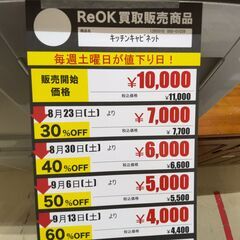 ReOK 買取販売商品
キッチンキャビネット
毎週土曜日が値下り日！
販売開始価格 ¥10,000
税込価格 ¥11,000
8月23日(土) より ¥7,000
30%OFF 税込価格 7,700
8月30日(土) より ¥6,000
40%OFF 税込価格 ¥6,600
9月6日(土) より ¥5,000
50%OFF 税込価格 ¥5,500
9月13日(土) より ¥4,000
60%OFF 税込価格 ¥4,400